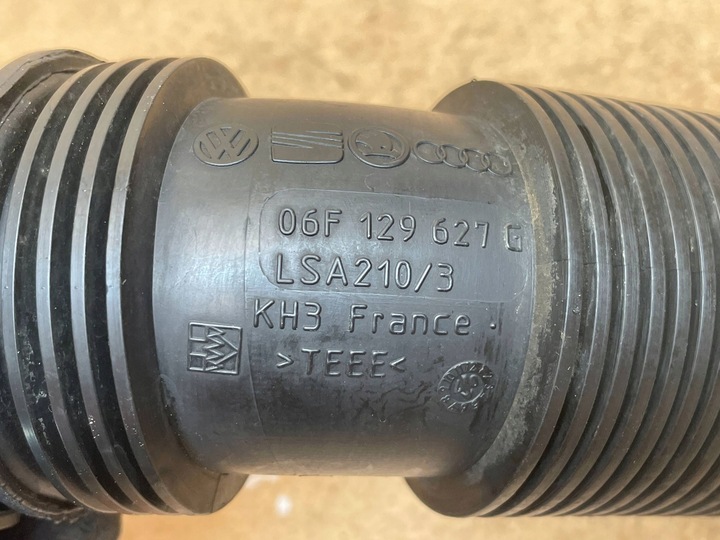 06F 129 627 G
LSA210/3
KH3 France
>TEEE<